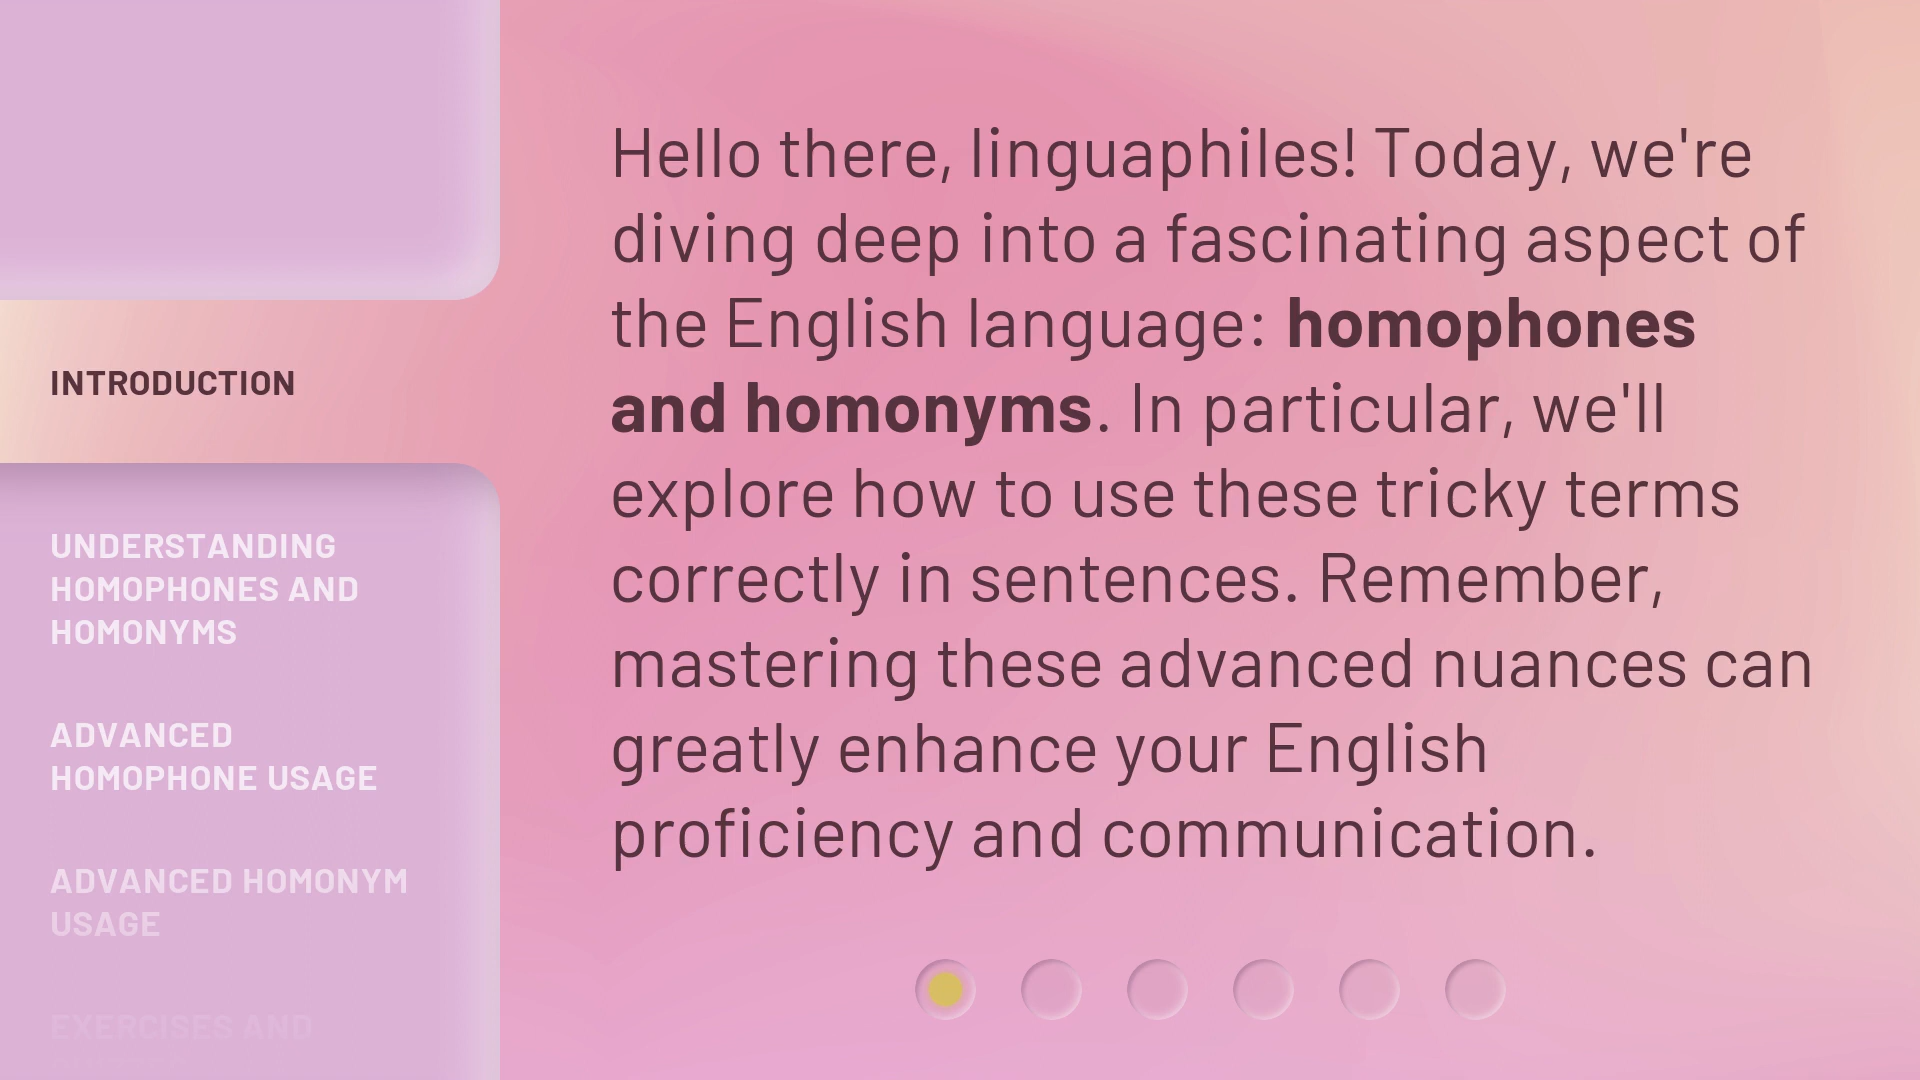 INTRODUCTION
UNDERSTANDING
HOMOPHONES AND
HOMONYMS
ADVANCED
HOMOPHONE USAGE
ADVANCED HOMONYM
USAGE
EXERCISES AND
Hello there, linguaphiles! Today, we're
diving deep into a fascinating aspect of
the English language: homophones
and homonyms. In particular, we'll
explore how to use these tricky terms
correctly in sentences. Remember,
mastering these advanced nuances can
greatly enhance your English
proficiency and communication.